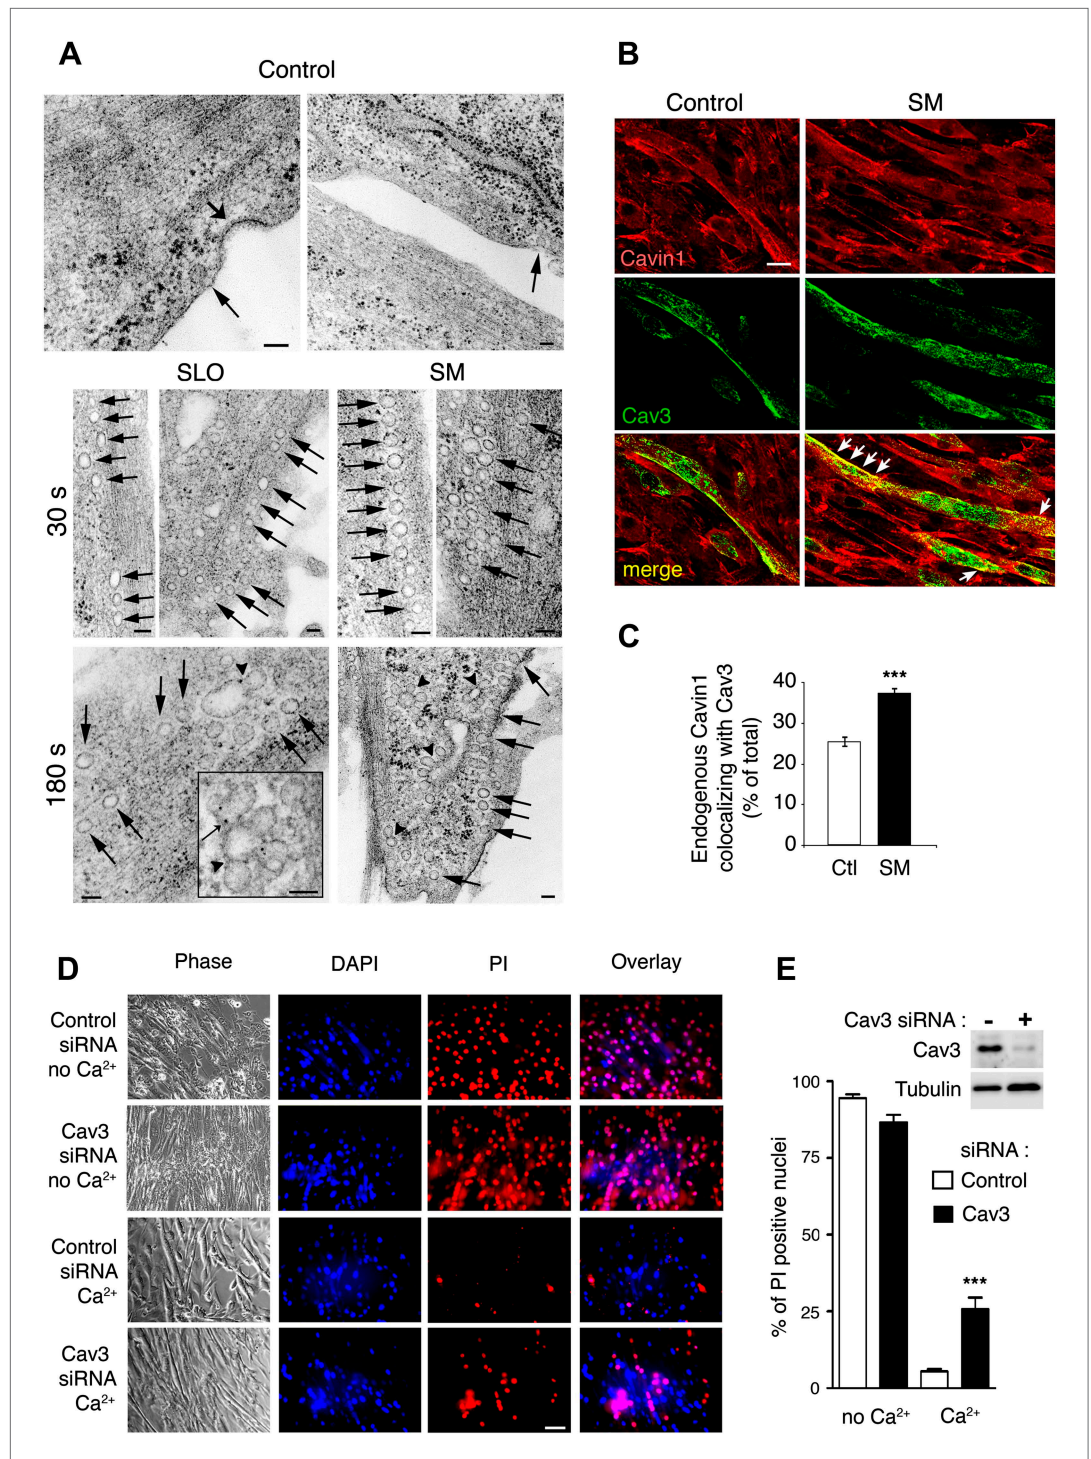 A
Control
SLO
SM
30 s
180 s
B
Control
SM
Cavin1
Cav3
merge
C
Endogenous Cavin1
colocalizing with Cav3
(% of total)
40
30
20
10
0
***
Ctl
SM
D
Phase
DAPI
PI
Overlay
Control
siRNA
no Ca²⁺
Cav3
siRNA
no Ca²⁺
Control
siRNA
Ca²⁺
Cav3
siRNA
Ca²⁺
E
Cav3 siRNA : - +
Cav3
Tubulin
% of PI positive nuclei
100
75
50
25
0
siRNA :
Control
Cav3
***
no Ca²⁺
Ca²⁺